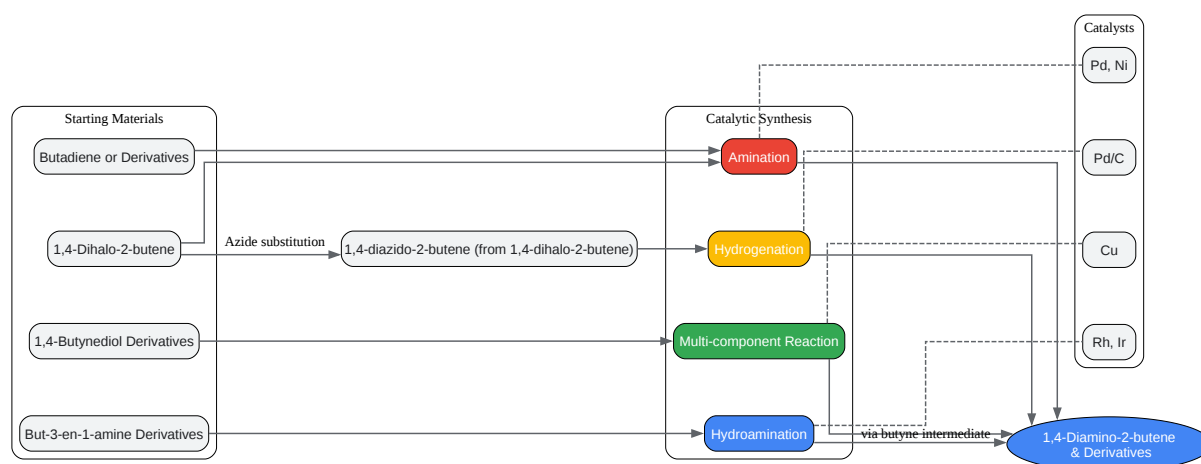 Catalysts
Pd, Ni
Starting Materials
Catalytic Synthesis
Butadiene or Derivatives
Amination
Pd/C
1,4-Dihalo-2-butene
Azide substitution
1,4-diazido-2-butene (from 1,4-dihalo-2-butene)
Hydrogenation
Cu
1,4-Butynediol Derivatives
Multi-component Reaction
Rh, Ir
But-3-en-1-amine Derivatives
Hydroamination
via butyne intermediate
1,4-Diamino-2-butene
& Derivatives